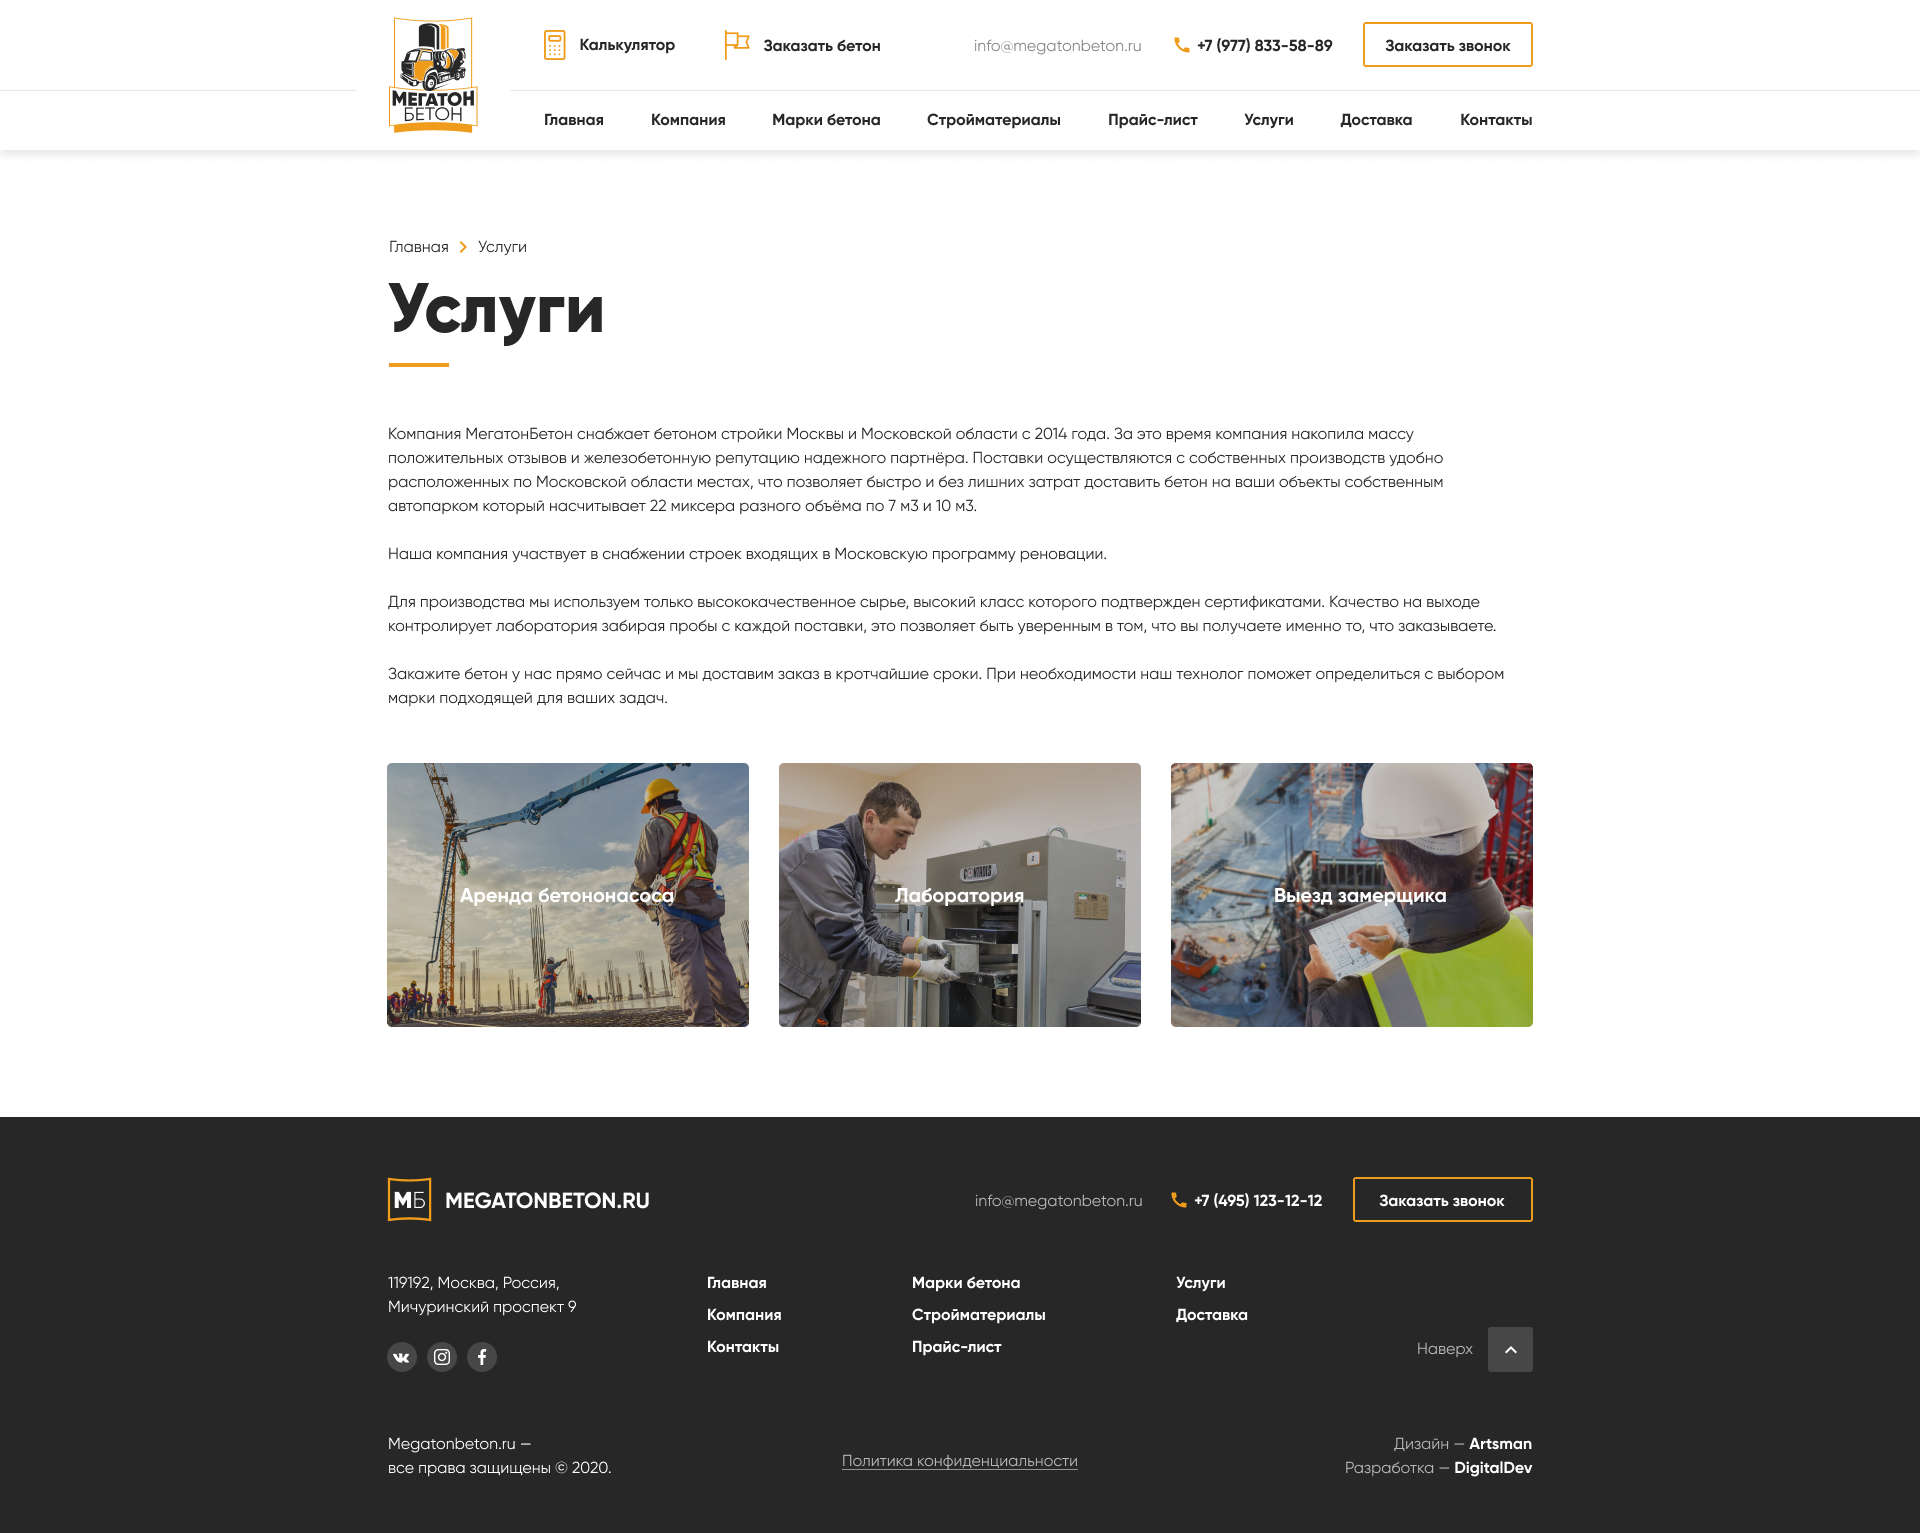 МЕГАТОН
БЕТОН
Калькулятор
Заказать бетон
info@megatonbeton.ru
+7 (977) 833-58-89
Заказать звонок
Главная
Компания
Марки бетона
Стройматериалы
Прайс-лист
Услуги
Доставка
Контакты
Главная
Услуги
Услуги
Компания МегатонБетон снабжает бетоном стройки Москвы и Московской области с 2014 года. За это время компания накопила массу
положительных отзывов и железобетонную репутацию надежного партнёра. Поставки осуществляются с собственных производств удобно
расположенных по Московской области местах, что позволяет быстро и без лишних затрат доставить бетон на ваши объекты собственным
автопарком который насчитывает 22 миксера разного объёма по 7 м3 и 10 м3.
Наша компания участвует в снабжении строек входящих в Московскую программу реновации.
Для производства мы используем только высококачественное сырье, высокий класс которого подтвержден сертификатами. Качество на выходе
контролирует лаборатория забирая пробы с каждой поставки, это позволяет быть уверенным в том, что вы получаете именно то, что заказываете.
Закажите бетон у нас прямо сейчас и мы доставим заказ в кротчайшие сроки. При необходимости наш технолог поможет определиться с выбором
марки подходящей для ваших задач.
Аренда бетононасоса
CONTROLS
Лаборатория
Выезд замерщика
МБ
MEGATONBETON.RU
info@megatonbeton.ru
+7 (495) 123-12-12
Заказать звонок
119192, Москва, Россия,
Мичуринский проспект 9
Главная
Компания
Контакты
Марки бетона
Стройматериалы
Прайс-лист
Услуги
Доставка
Наверх
Megatonbeton.ru —
все права защищены © 2020.
Политика конфиденциальности
Дизайн — Artsman
Разработка — DigitalDev